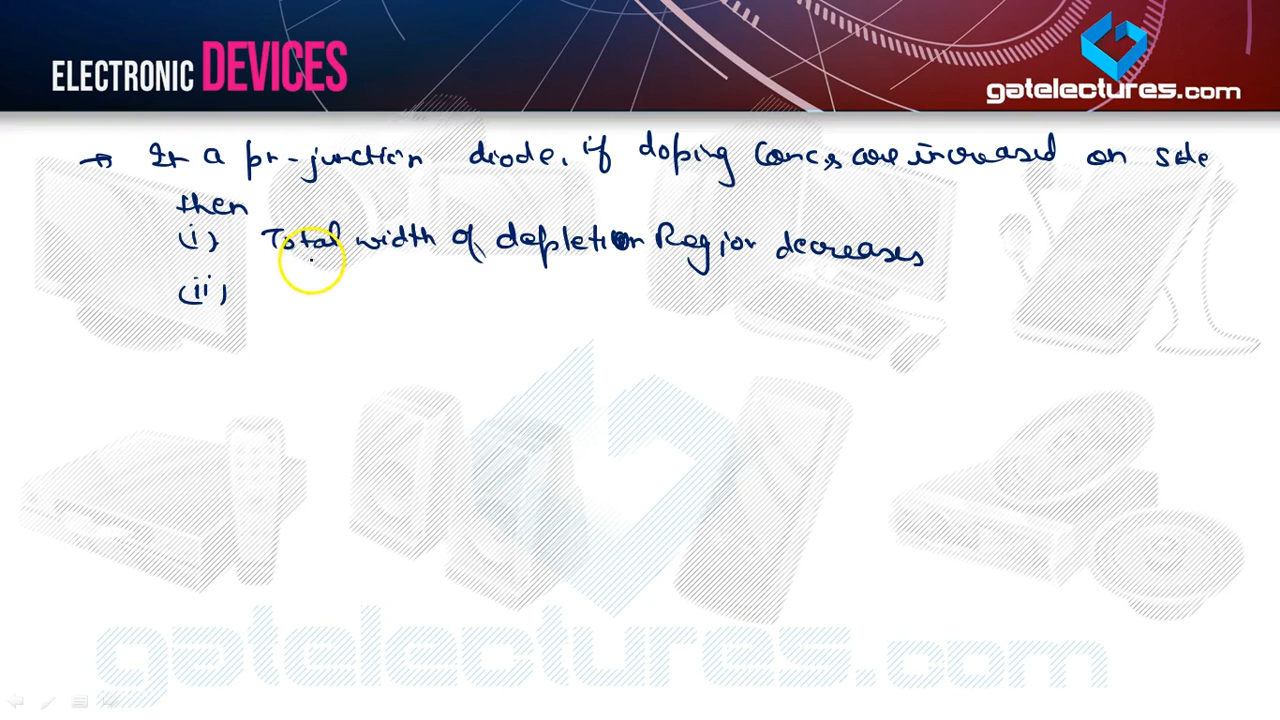 ELECTRONIC DEVICES
gatelectures.com
→ In a pn-junction diode, if doping Concs are increased on side
then
(i) Total width of depletion Region decreases
(ii)
gatelectures.com